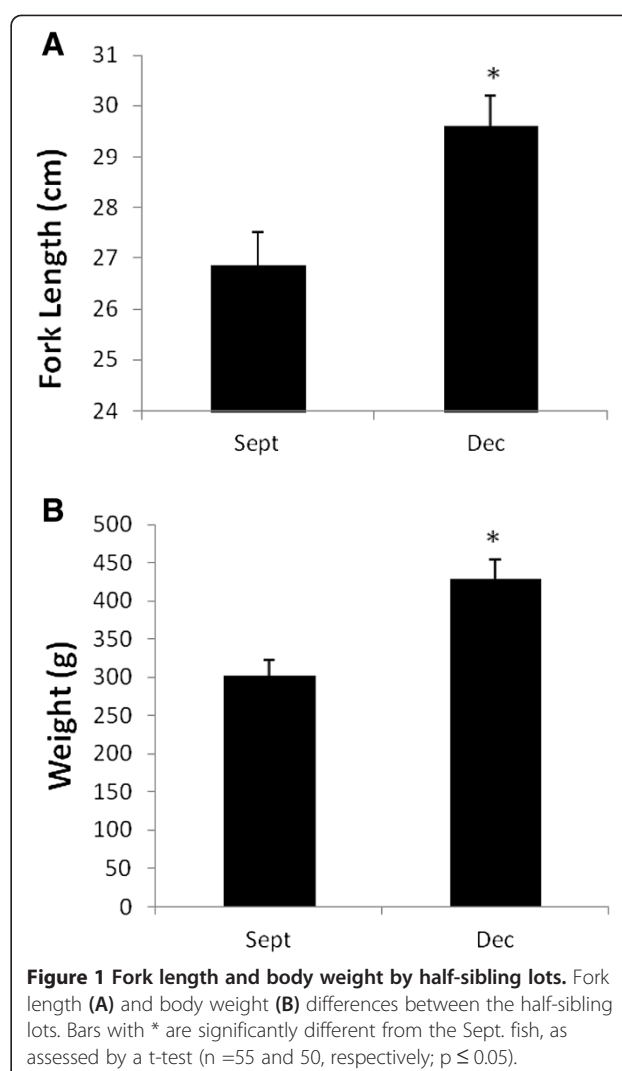 A
31
30
29
28
27
26
25
24
Fork Length (cm)
*
Sept Dec
B
500
450
400
350
300
250
200
150
100
50
0
Weight (g)
*
Sept Dec
Figure 1 Fork length and body weight by half-sibling lots. Fork
length (A) and body weight (B) differences between the half-sibling
lots. Bars with * are significantly different from the Sept. fish, as
assessed by a t-test (n =55 and 50, respectively; p ≤ 0.05).